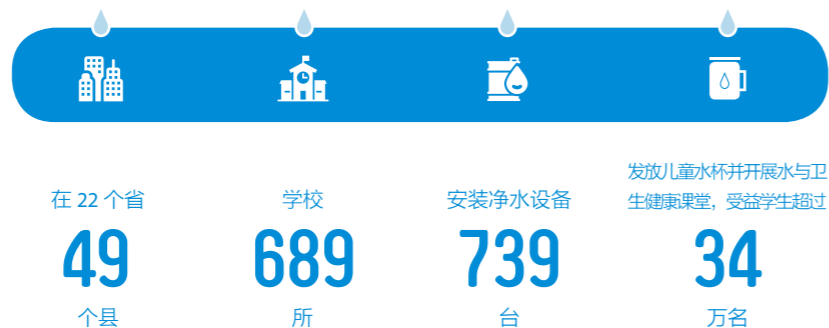 在 22 个省
49
个县
学校
689
所
安装净水设备
739
台
发放儿童水杯并开展水与卫
生健康课堂，受益学生超过
34
万名